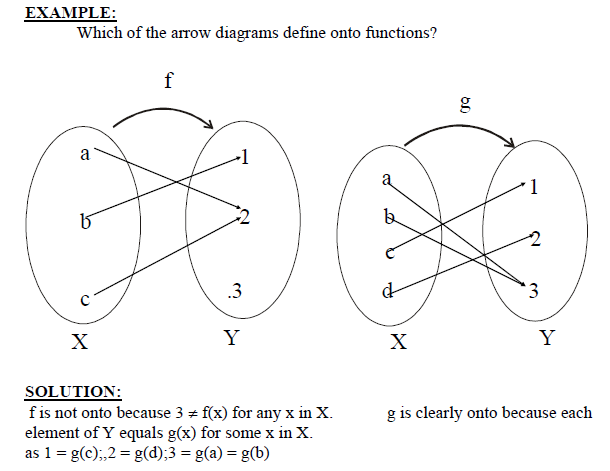 EXAMPLE:
Which of the arrow diagrams define onto functions?
f
g
a
b
c
1
2
.3
X
Y
a
b
c
d
1
2
3
X
Y
SOLUTION:
f is not onto because 3 ≠ f(x) for any x in X. g is clearly onto because each
element of Y equals g(x) for some x in X.
as 1 = g(c);,2 = g(d);3 = g(a) = g(b)